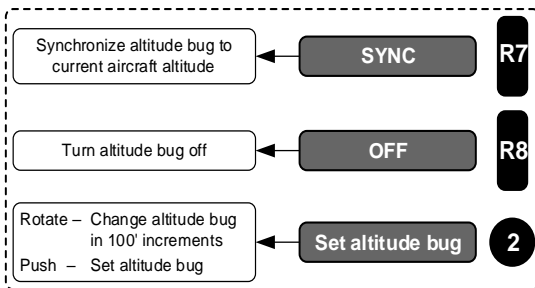 Synchronize altitude bug to
current aircraft altitude
SYNC
R7
Turn altitude bug off
OFF
R8
Rotate – Change altitude bug
in 100' increments
Push – Set altitude bug
Set altitude bug
2